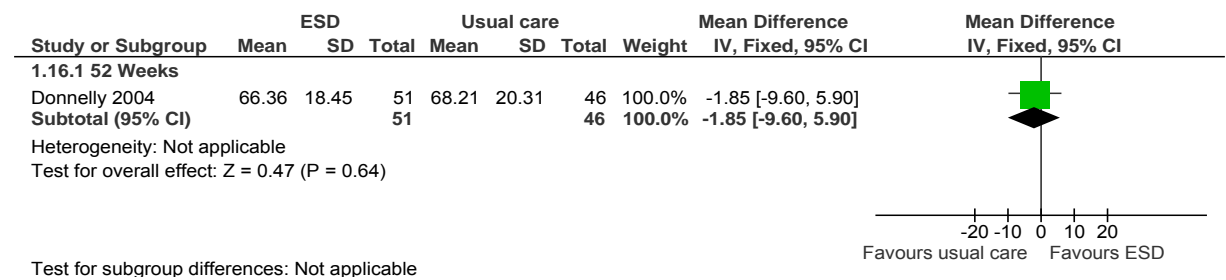 ESD Usual care Mean Difference Mean Difference
Study or Subgroup Mean SD Total Mean SD Total Weight IV, Fixed, 95% CI IV, Fixed, 95% CI
1.16.1 52 Weeks
Donnelly 2004 66.36 18.45 51 68.21 20.31 46 100.0% -1.85 [-9.60, 5.90]
Subtotal (95% CI) 51 46 100.0% -1.85 [-9.60, 5.90]
Heterogeneity: Not applicable
Test for overall effect: Z = 0.47 (P = 0.64)
-20 -10 0 10 20
Favours usual care Favours ESD
Test for subgroup differences: Not applicable